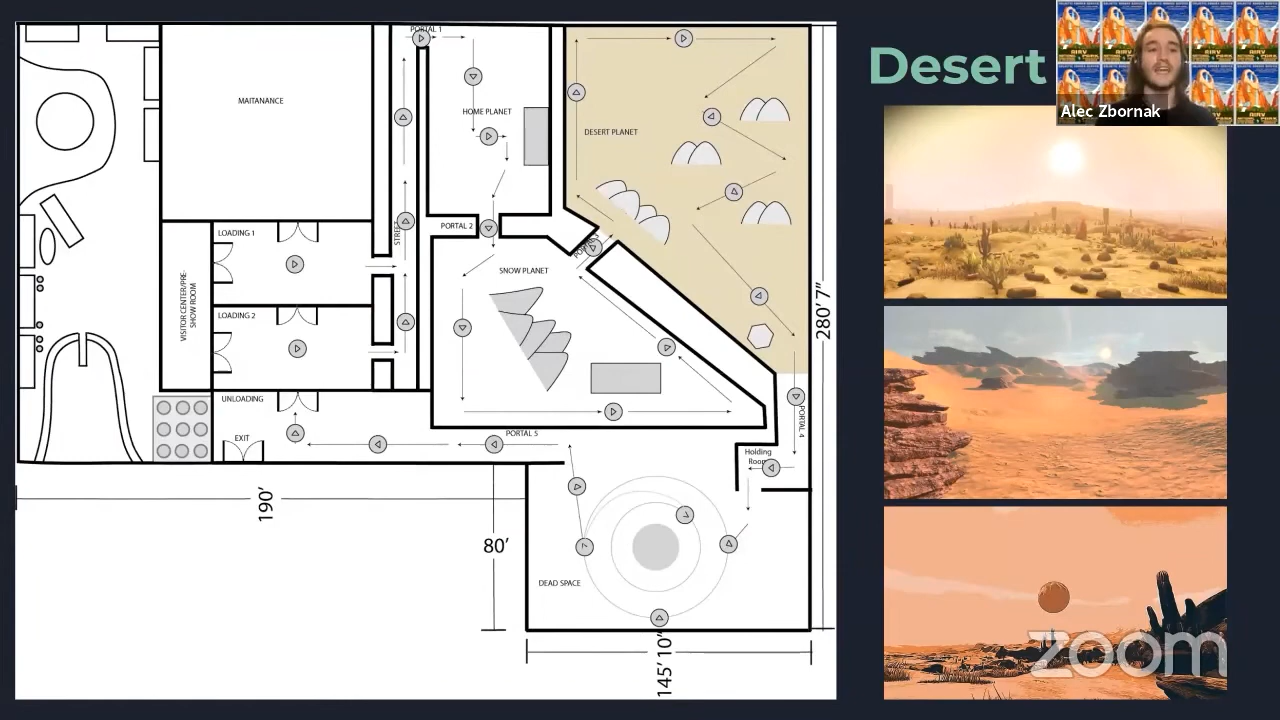 PORTAL 1
MAITANANCE
HOME PLANET
DESERT PLANET
Desert
Alec Zbornak
LOADING 1
STREET
PORTAL 2
SNOW PLANET
VISITOR CENTER/PRE-
SHOW ROOM
LOADING 2
280' 7"
UNLOADING
EXIT
PORTAL 5
PORTAL 4
Holding
Room
190'
80'
DEAD SPACE
145' 10"
zoom